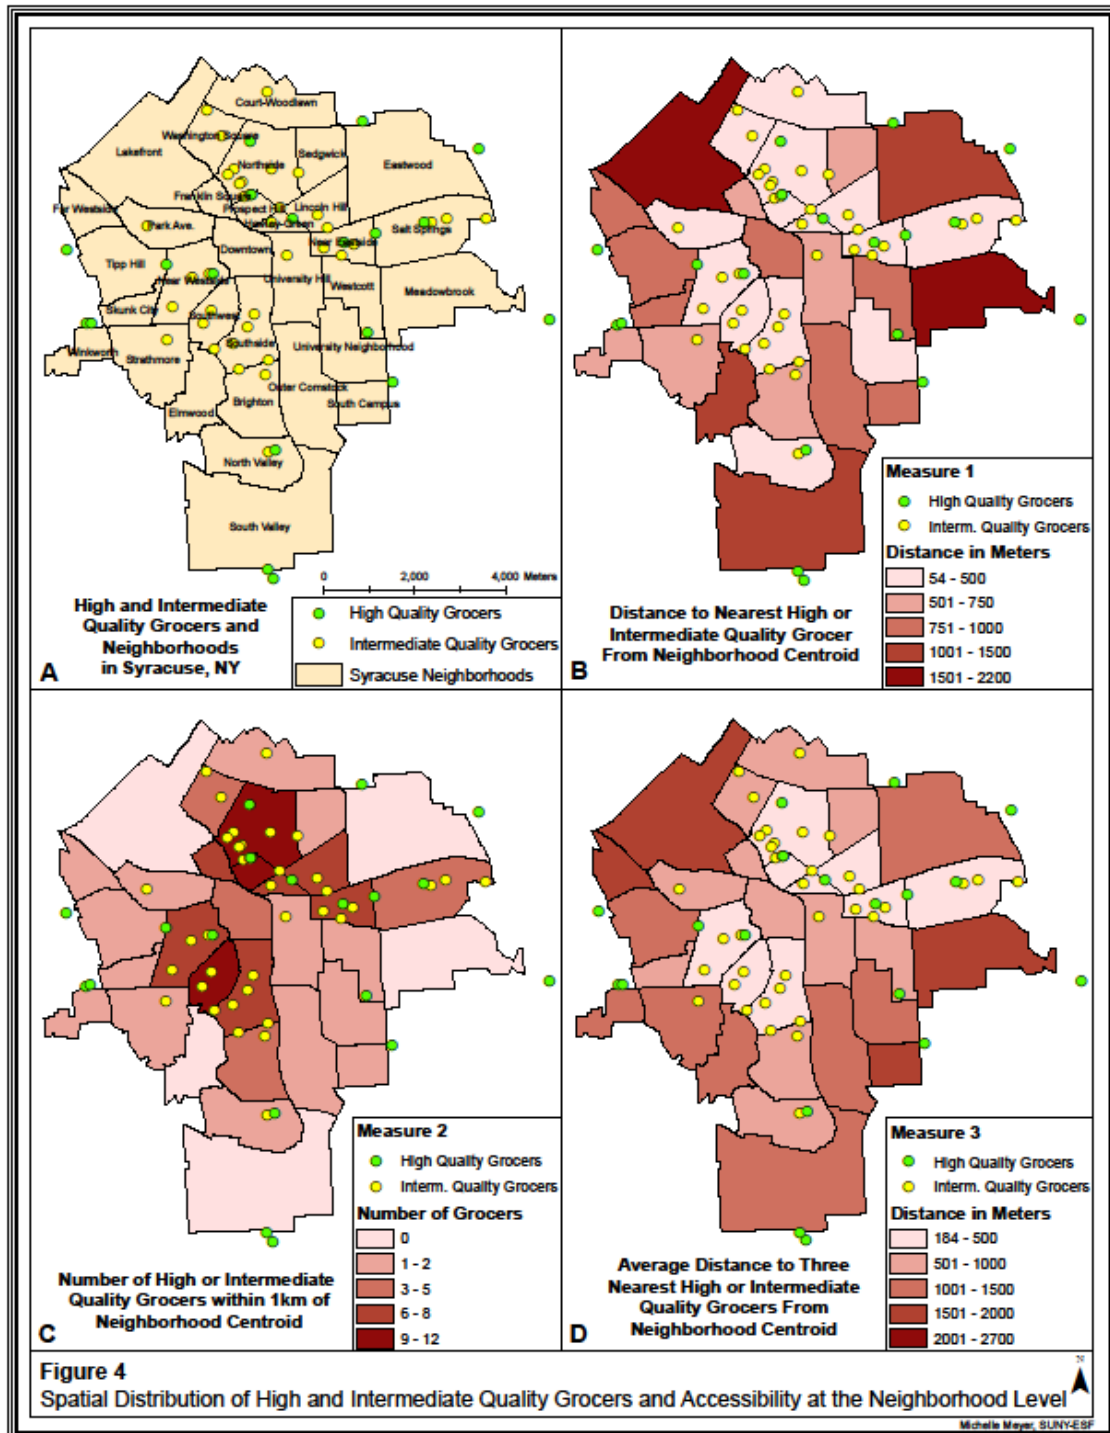 Court-Woodlawn
Washington Square
Lakefront
Sedgwick
Eastwood
Northside
Franklin Square
Lincoln Hill
Far Westside
Prospect Hill
Hawley-Green
Park Ave.
Salt Springs
Near Eastside
Downtown
Tipp Hill
Near Westside
University Hill
Westcott
Meadowbrook
Skunk City
Southwest
Southside
University Neighborhood
Winkworth
Strathmore
Outer Comstock
Brighton
South Campus
Elmwood
North Valley
South Valley
0 2,000 4,000 Meters
High and Intermediate
Quality Grocers and
Neighborhoods
in Syracuse, NY
High Quality Grocers
Intermediate Quality Grocers
Syracuse Neighborhoods
A
Measure 1
High Quality Grocers
Interm. Quality Grocers
Distance in Meters
54 - 500
501 - 750
751 - 1000
1001 - 1500
1501 - 2200
Distance to Nearest High or
Intermediate Quality Grocer
From Neighborhood Centroid
B
Measure 2
High Quality Grocers
Interm. Quality Grocers
Number of Grocers
0
1 - 2
3 - 5
6 - 8
9 - 12
Number of High or Intermediate
Quality Grocers within 1km of
Neighborhood Centroid
C
Measure 3
High Quality Grocers
Interm. Quality Grocers
Distance in Meters
184 - 500
501 - 1000
1001 - 1500
1501 - 2000
2001 - 2700
Average Distance to Three
Nearest High or Intermediate
Quality Grocers From
Neighborhood Centroid
D
Figure 4
Spatial Distribution of High and Intermediate Quality Grocers and Accessibility at the Neighborhood Level
N
Michelle Meyer, SUNY-ESF